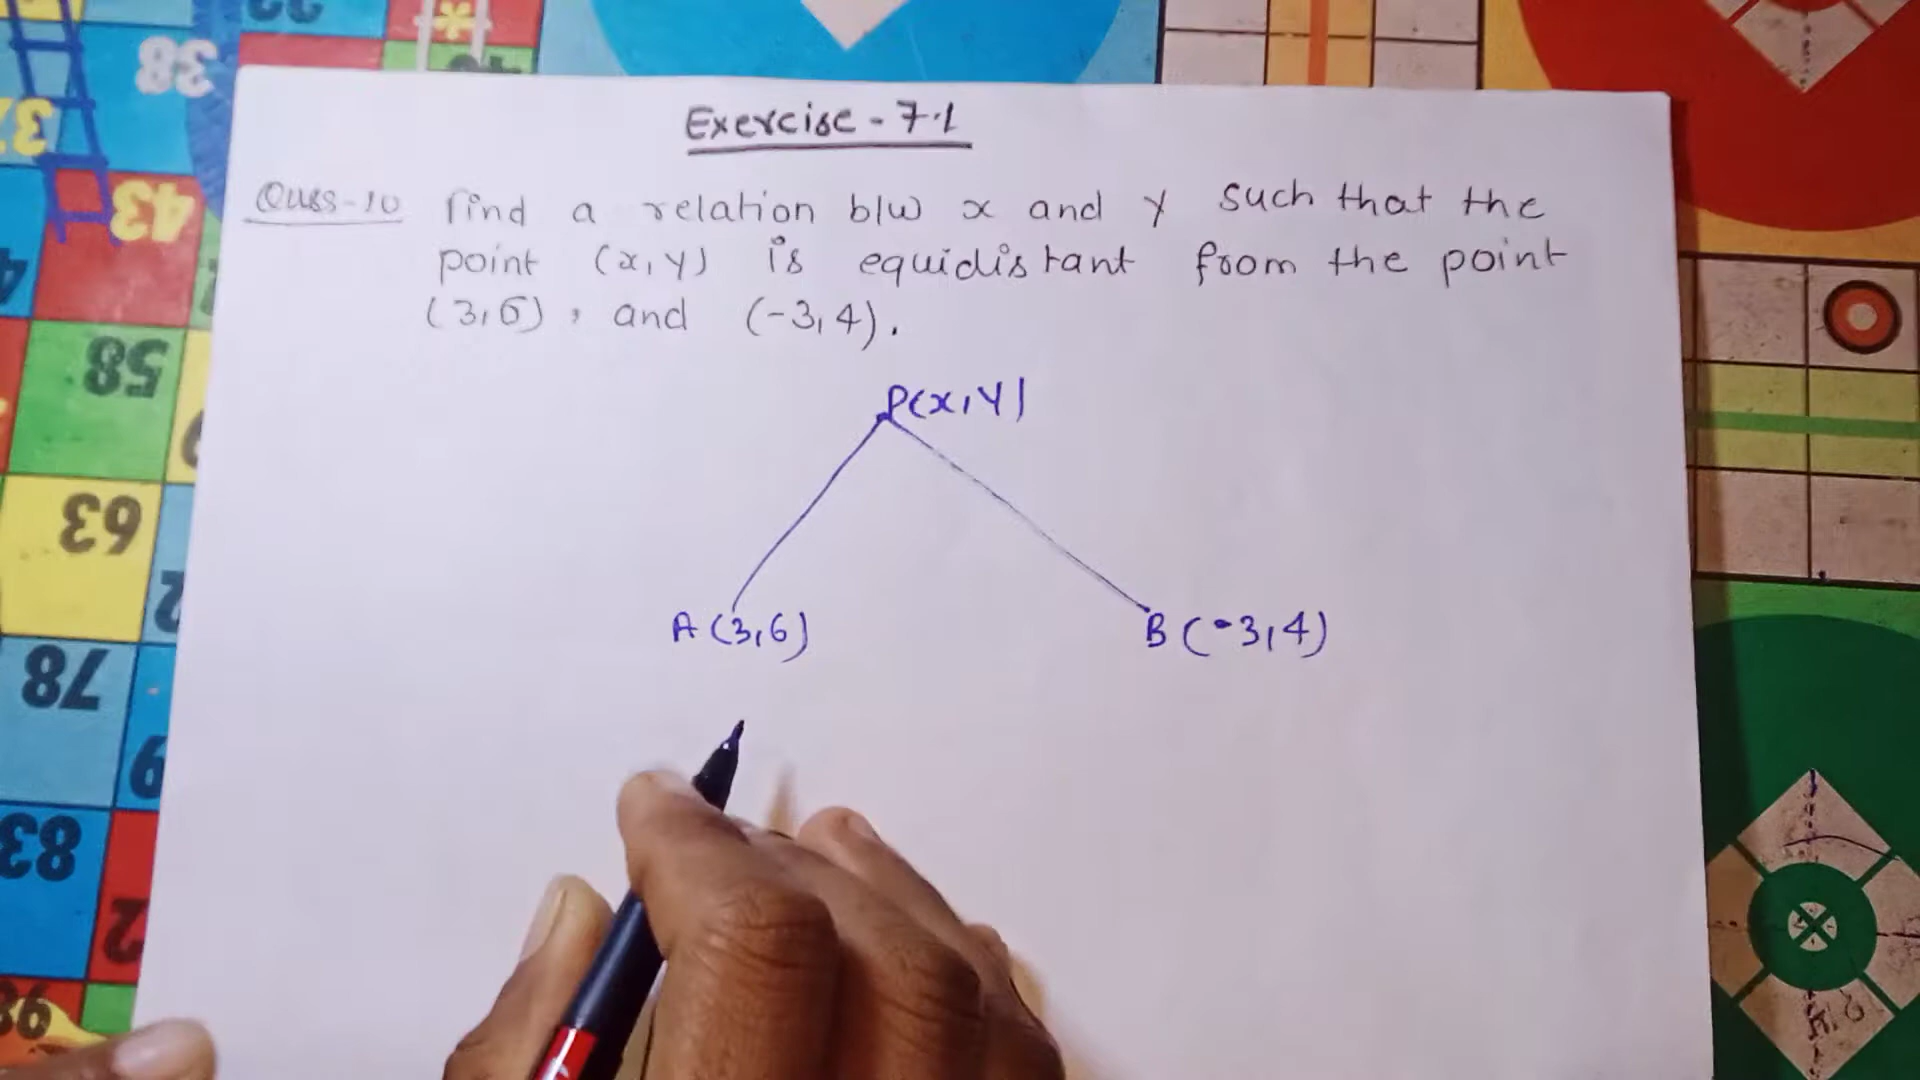 Exercise - 7.1
Ques-10 find a relation b/w x and y such that the
point (x,y) is equidistant from the point
(3,6), and (-3,4).
P(x,y)
A (3,6)
B (-3,4)
38
43
58
63
78
83